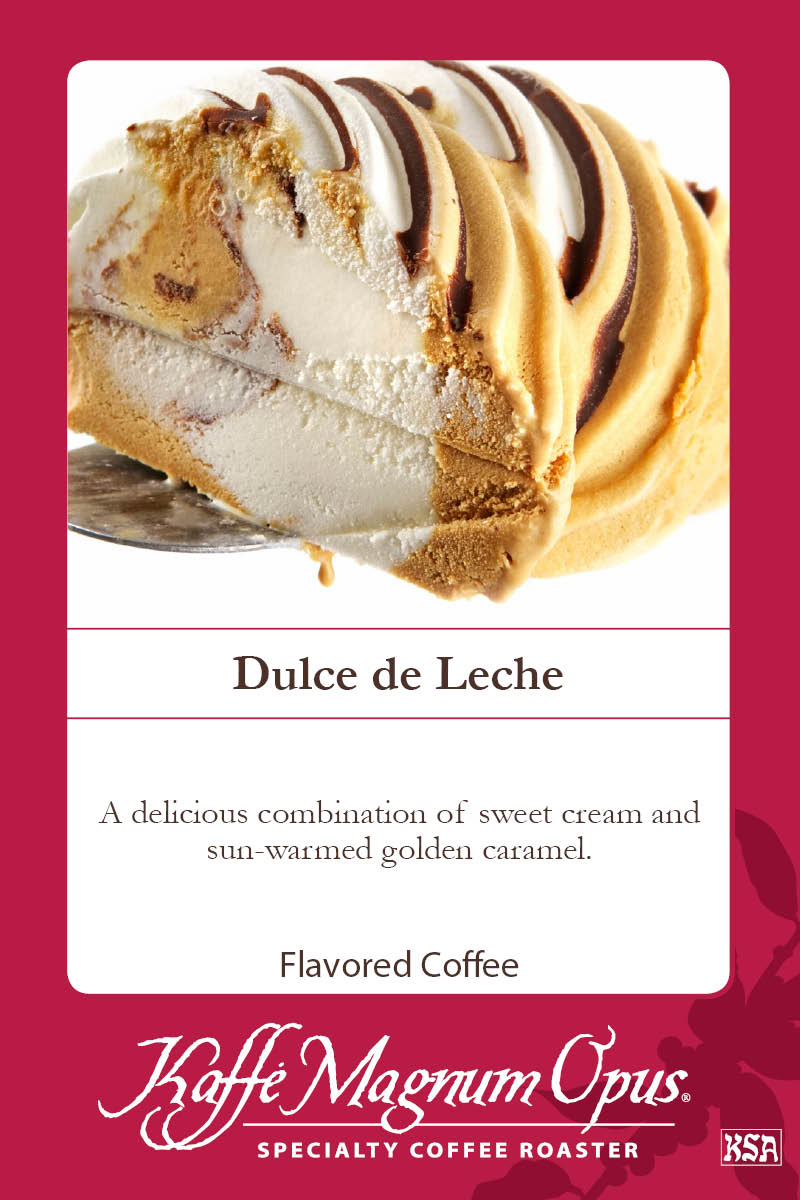 Dulce de Leche
A delicious combination of sweet cream and
sun-warmed golden caramel.
Flavored Coffee
Kaffé Magnum Opus®
SPECIALTY COFFEE ROASTER
KSA